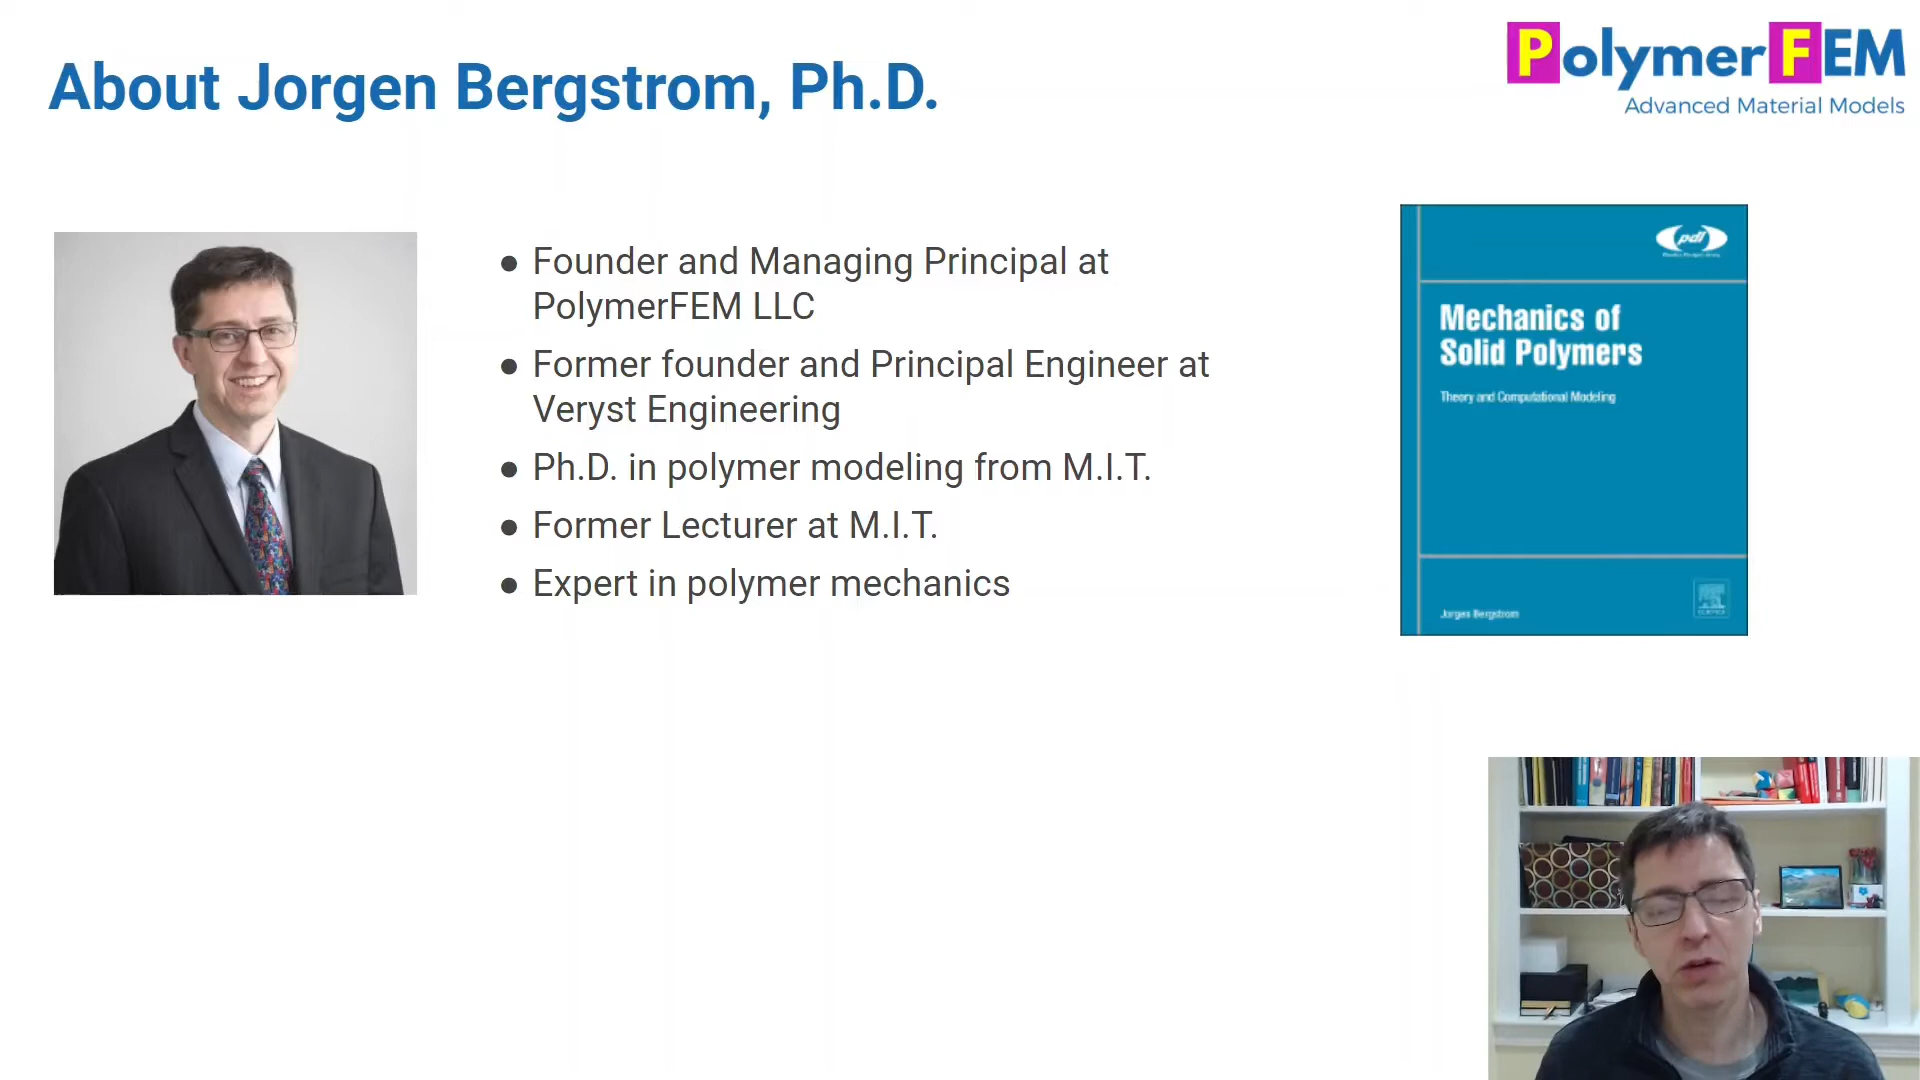 About Jorgen Bergstrom, Ph.D.
PolymerFEM
Advanced Material Models
● Founder and Managing Principal at
PolymerFEM LLC
● Former founder and Principal Engineer at
Veryst Engineering
● Ph.D. in polymer modeling from M.I.T.
● Former Lecturer at M.I.T.
● Expert in polymer mechanics
pdl
Mechanics of
Solid Polymers
Theory and Computational Modeling
Jorgen Bergstrom